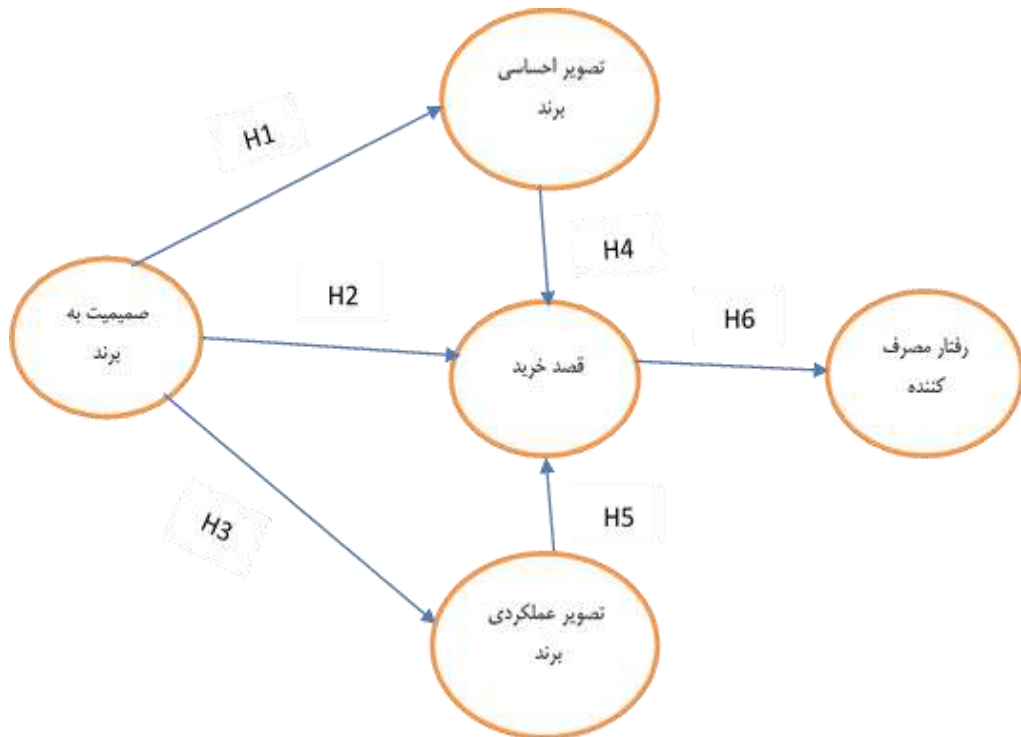 تصویر احساسی
برند
H1
H4
صمیمیت به
برند
H2
قصد خرید
H6
رفتار مصرف
کننده
H3
H5
تصویر عملکردی
برند